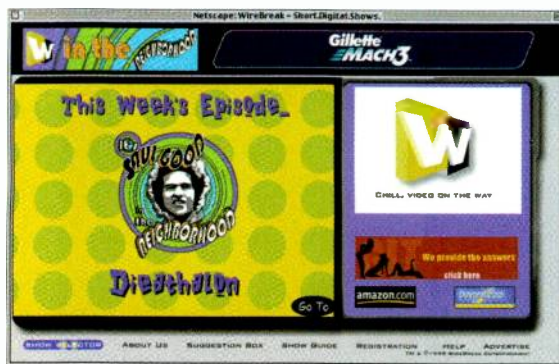 Netscape: WireBreak - Short.Digital.Shows.
W in the NEIGHBORHOOD
Gillette
MACH3
This Week's Episode_
It's
SAUL GOOD
in the
NEIGHBORHOOD
Dieathalon
Go To
W
CHILL, VIDEO ON THE WAY
We provide the answers
click here
amazon.com
SHOW SELECTOR ABOUT US SUGGESTION BOX SHOW GUIDE REGISTRATION HELP ADVERTISE